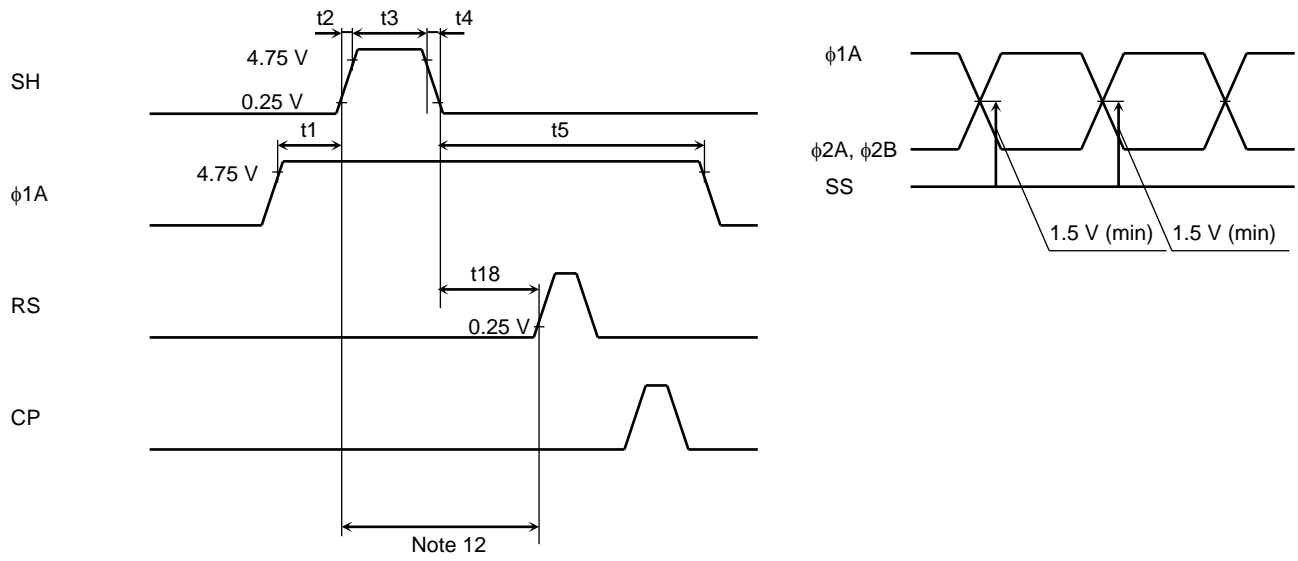 t2 t3 t4
4.75 V
SH
0.25 V
t1 t5
4.75 V
ϕ1A
t18
RS
0.25 V
CP
Note 12
ϕ1A
ϕ2A, ϕ2B
SS
1.5 V (min) 1.5 V (min)